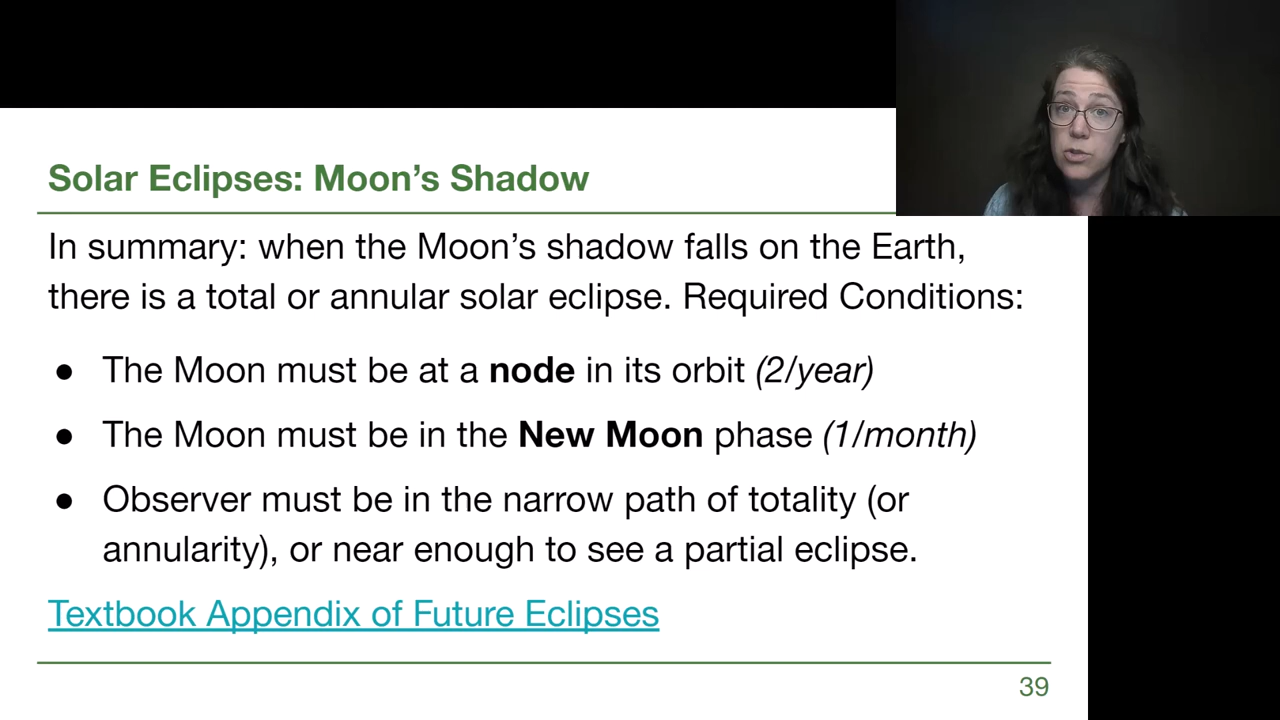 Solar Eclipses: Moon’s Shadow
In summary: when the Moon’s shadow falls on the Earth,
there is a total or annular solar eclipse. Required Conditions:
● The Moon must be at a node in its orbit (2/year)
● The Moon must be in the New Moon phase (1/month)
● Observer must be in the narrow path of totality (or
annularity), or near enough to see a partial eclipse.
Textbook Appendix of Future Eclipses
39